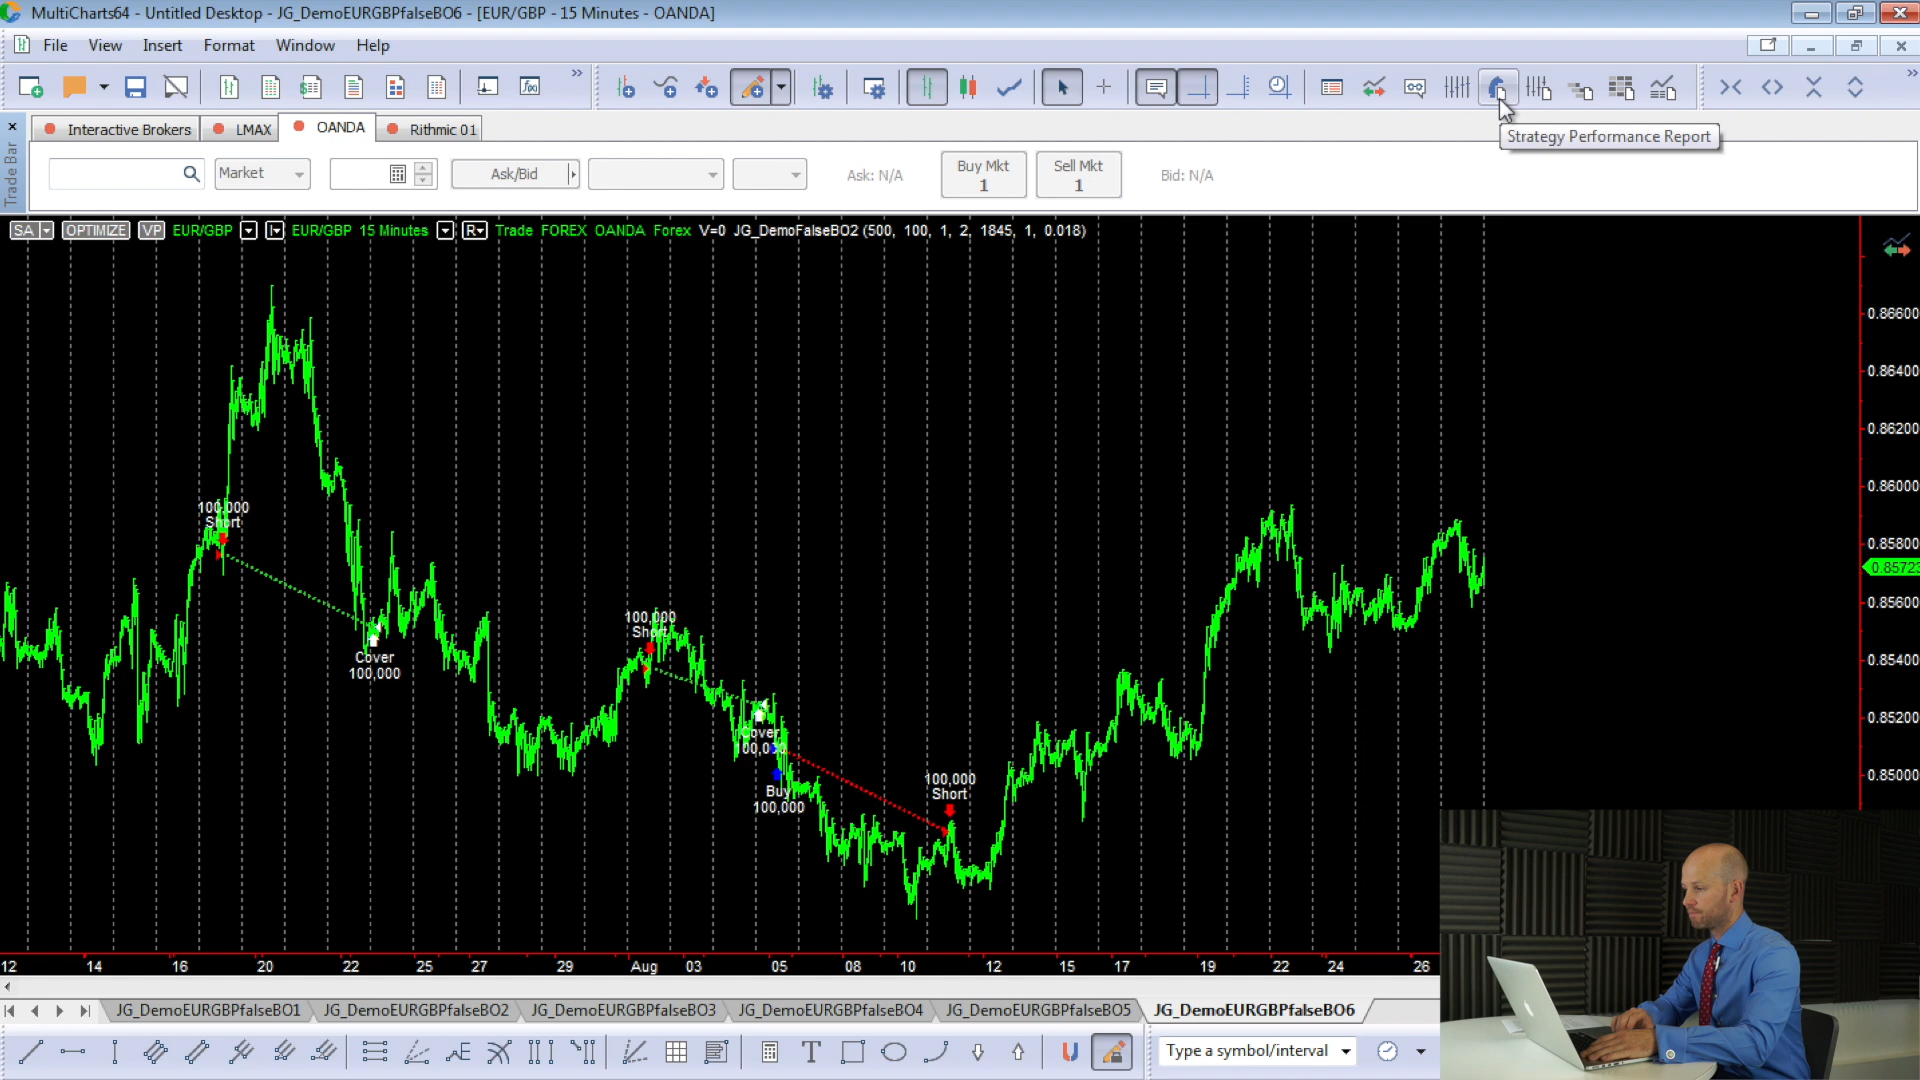 MultiCharts64 - Untitled Desktop - JG_DemoEURGBPfalseBO6 - [EUR/GBP - 15 Minutes - OANDA]
File View Insert Format Window Help
Strategy Performance Report
Interactive Brokers LMAX OANDA Rithmic 01
Trade Bar
Market Ask/Bid Ask: N/A Buy Mkt 1 Sell Mkt 1 Bid: N/A
SA OPTIMIZE VP EUR/GBP I EUR/GBP 15 Minutes R Trade FOREX OANDA Forex V=0 JG_DemoFalseBO2 (500, 100, 1, 2, 1845, 1, 0.018)
0.86600
0.86400
0.86200
0.86000
0.85800
0.85723
0.85600
0.85400
0.85200
0.85000
100,000
Short
Cover
100,000
100,000
Short
Cover
100,000
Buy
100,000
100,000
Short
12 14 16 20 22 25 27 29 Aug 03 05 08 10 12 15 17 19 22 24 26
JG_DemoEURGBPfalseBO1 JG_DemoEURGBPfalseBO2 JG_DemoEURGBPfalseBO3 JG_DemoEURGBPfalseBO4 JG_DemoEURGBPfalseBO5 JG_DemoEURGBPfalseBO6
Type a symbol/interval